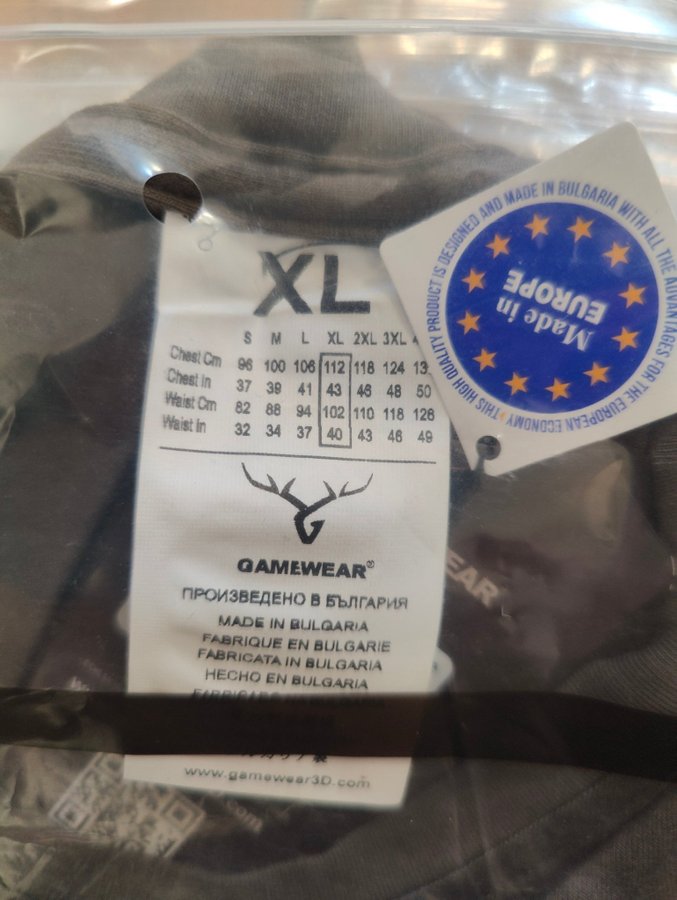 XL
S M L XL 2XL 3XL
Chest Cm 96 100 106 112 118 124
Chest In 37 39 41 43 46 48 50
Waist Cm 82 88 94 102 110 118 126
Waist In 32 34 37 40 43 46 49
GAMEWEAR®
ПРОИЗВЕДЕНО В БЪЛГАРИЯ
MADE IN BULGARIA
FABRIQUE EN BULGARIE
FABRICATA IN BULGARIA
HECHO EN BULGARIA
www.gamewear3D.com
THIS HIGH QUALITY PRODUCT IS DESIGNED AND MADE IN BULGARIA WITH ALL THE ADVANTAGES FOR THE EUROPEAN ECONOMY
Made in
EUROPE